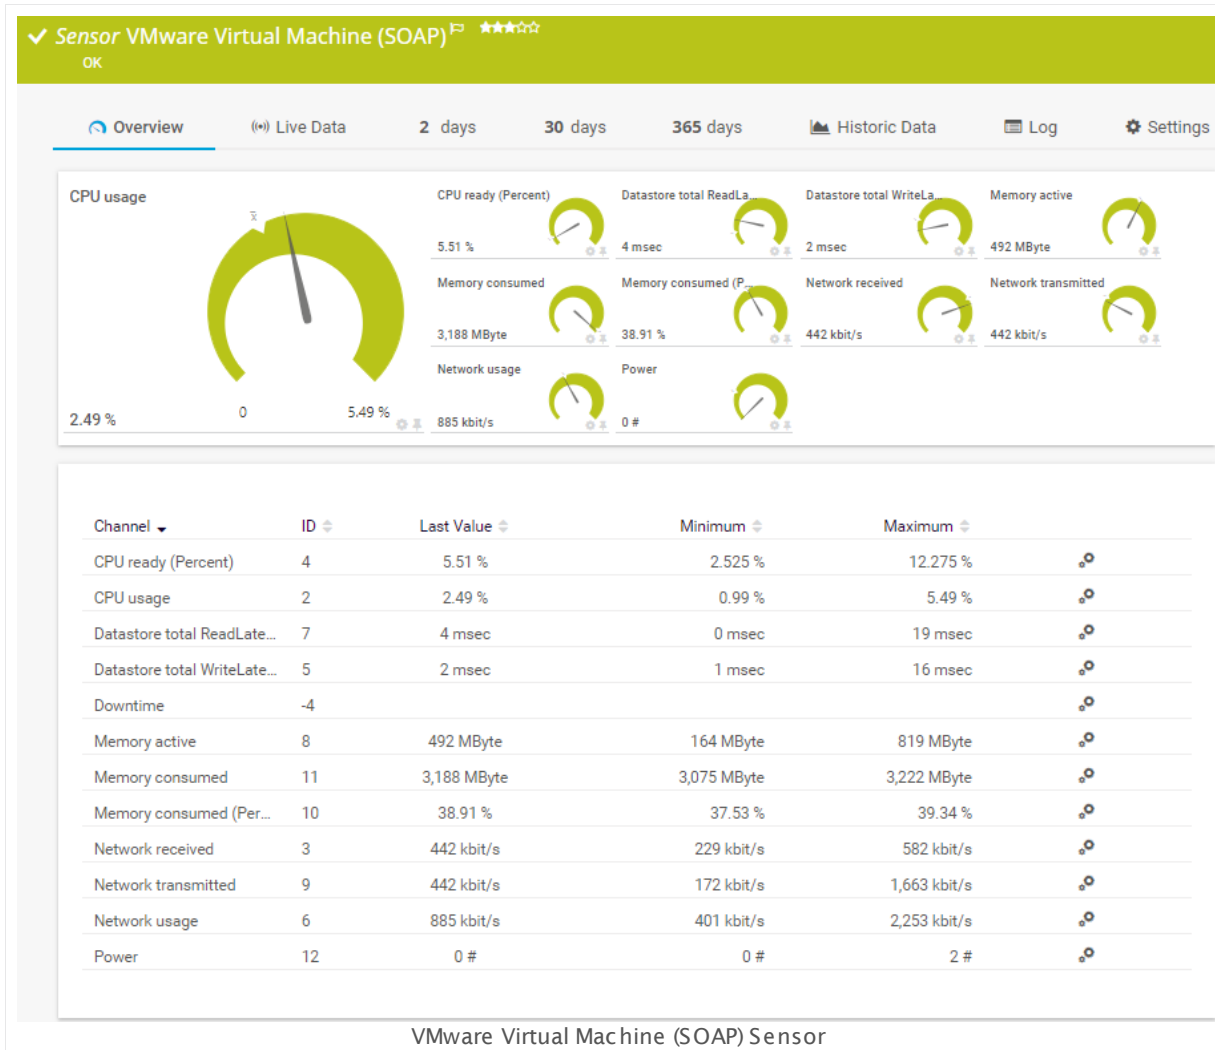 Sensor VMware Virtual Machine (SOAP)
OK
Overview Live Data 2 days 30 days 365 days Historic Data Log Settings
CPU usage
x̄
0
5.49 %
2.49 %
CPU ready (Percent)
5.51 %
Datastore total ReadLa...
4 msec
Datastore total WriteLa...
2 msec
Memory active
492 MByte
Memory consumed
3,188 MByte
Memory consumed (P...
38.91 %
Network received
442 kbit/s
Network transmitted
442 kbit/s
Network usage
885 kbit/s
Power
0 #
Channel ID Last Value Minimum Maximum
CPU ready (Percent) 4 5.51 % 2.525 % 12.275 %
CPU usage 2 2.49 % 0.99 % 5.49 %
Datastore total ReadLate... 7 4 msec 0 msec 19 msec
Datastore total WriteLate... 5 2 msec 1 msec 16 msec
Downtime -4
Memory active 8 492 MByte 164 MByte 819 MByte
Memory consumed 11 3,188 MByte 3,075 MByte 3,222 MByte
Memory consumed (Per... 10 38.91 % 37.53 % 39.34 %
Network received 3 442 kbit/s 229 kbit/s 582 kbit/s
Network transmitted 9 442 kbit/s 172 kbit/s 1,663 kbit/s
Network usage 6 885 kbit/s 401 kbit/s 2,253 kbit/s
Power 12 0 # 0 # 2 #
VMware Virtual Machine (SOAP) Sensor